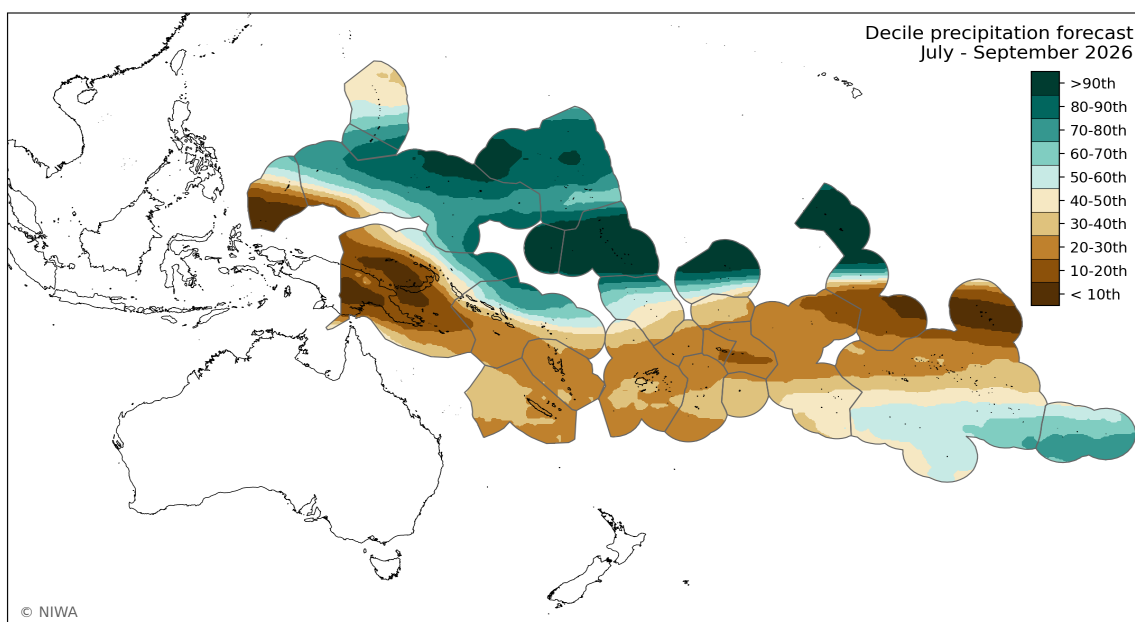 Decile precipitation forecast
July - September 2026
>90th
80-90th
70-80th
60-70th
50-60th
40-50th
30-40th
20-30th
10-20th
< 10th
© NIWA